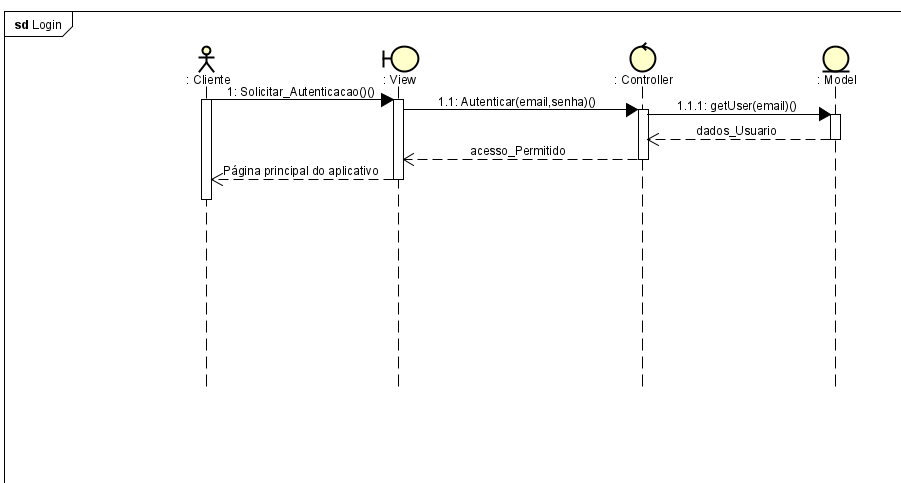 sd Login
: Cliente
: View
: Controller
: Model
1: Solicitar_Autenticacao()()
1.1: Autenticar(email,senha)()
1.1.1: getUser(email)()
dados_Usuario
acesso_Permitido
Página principal do aplicativo